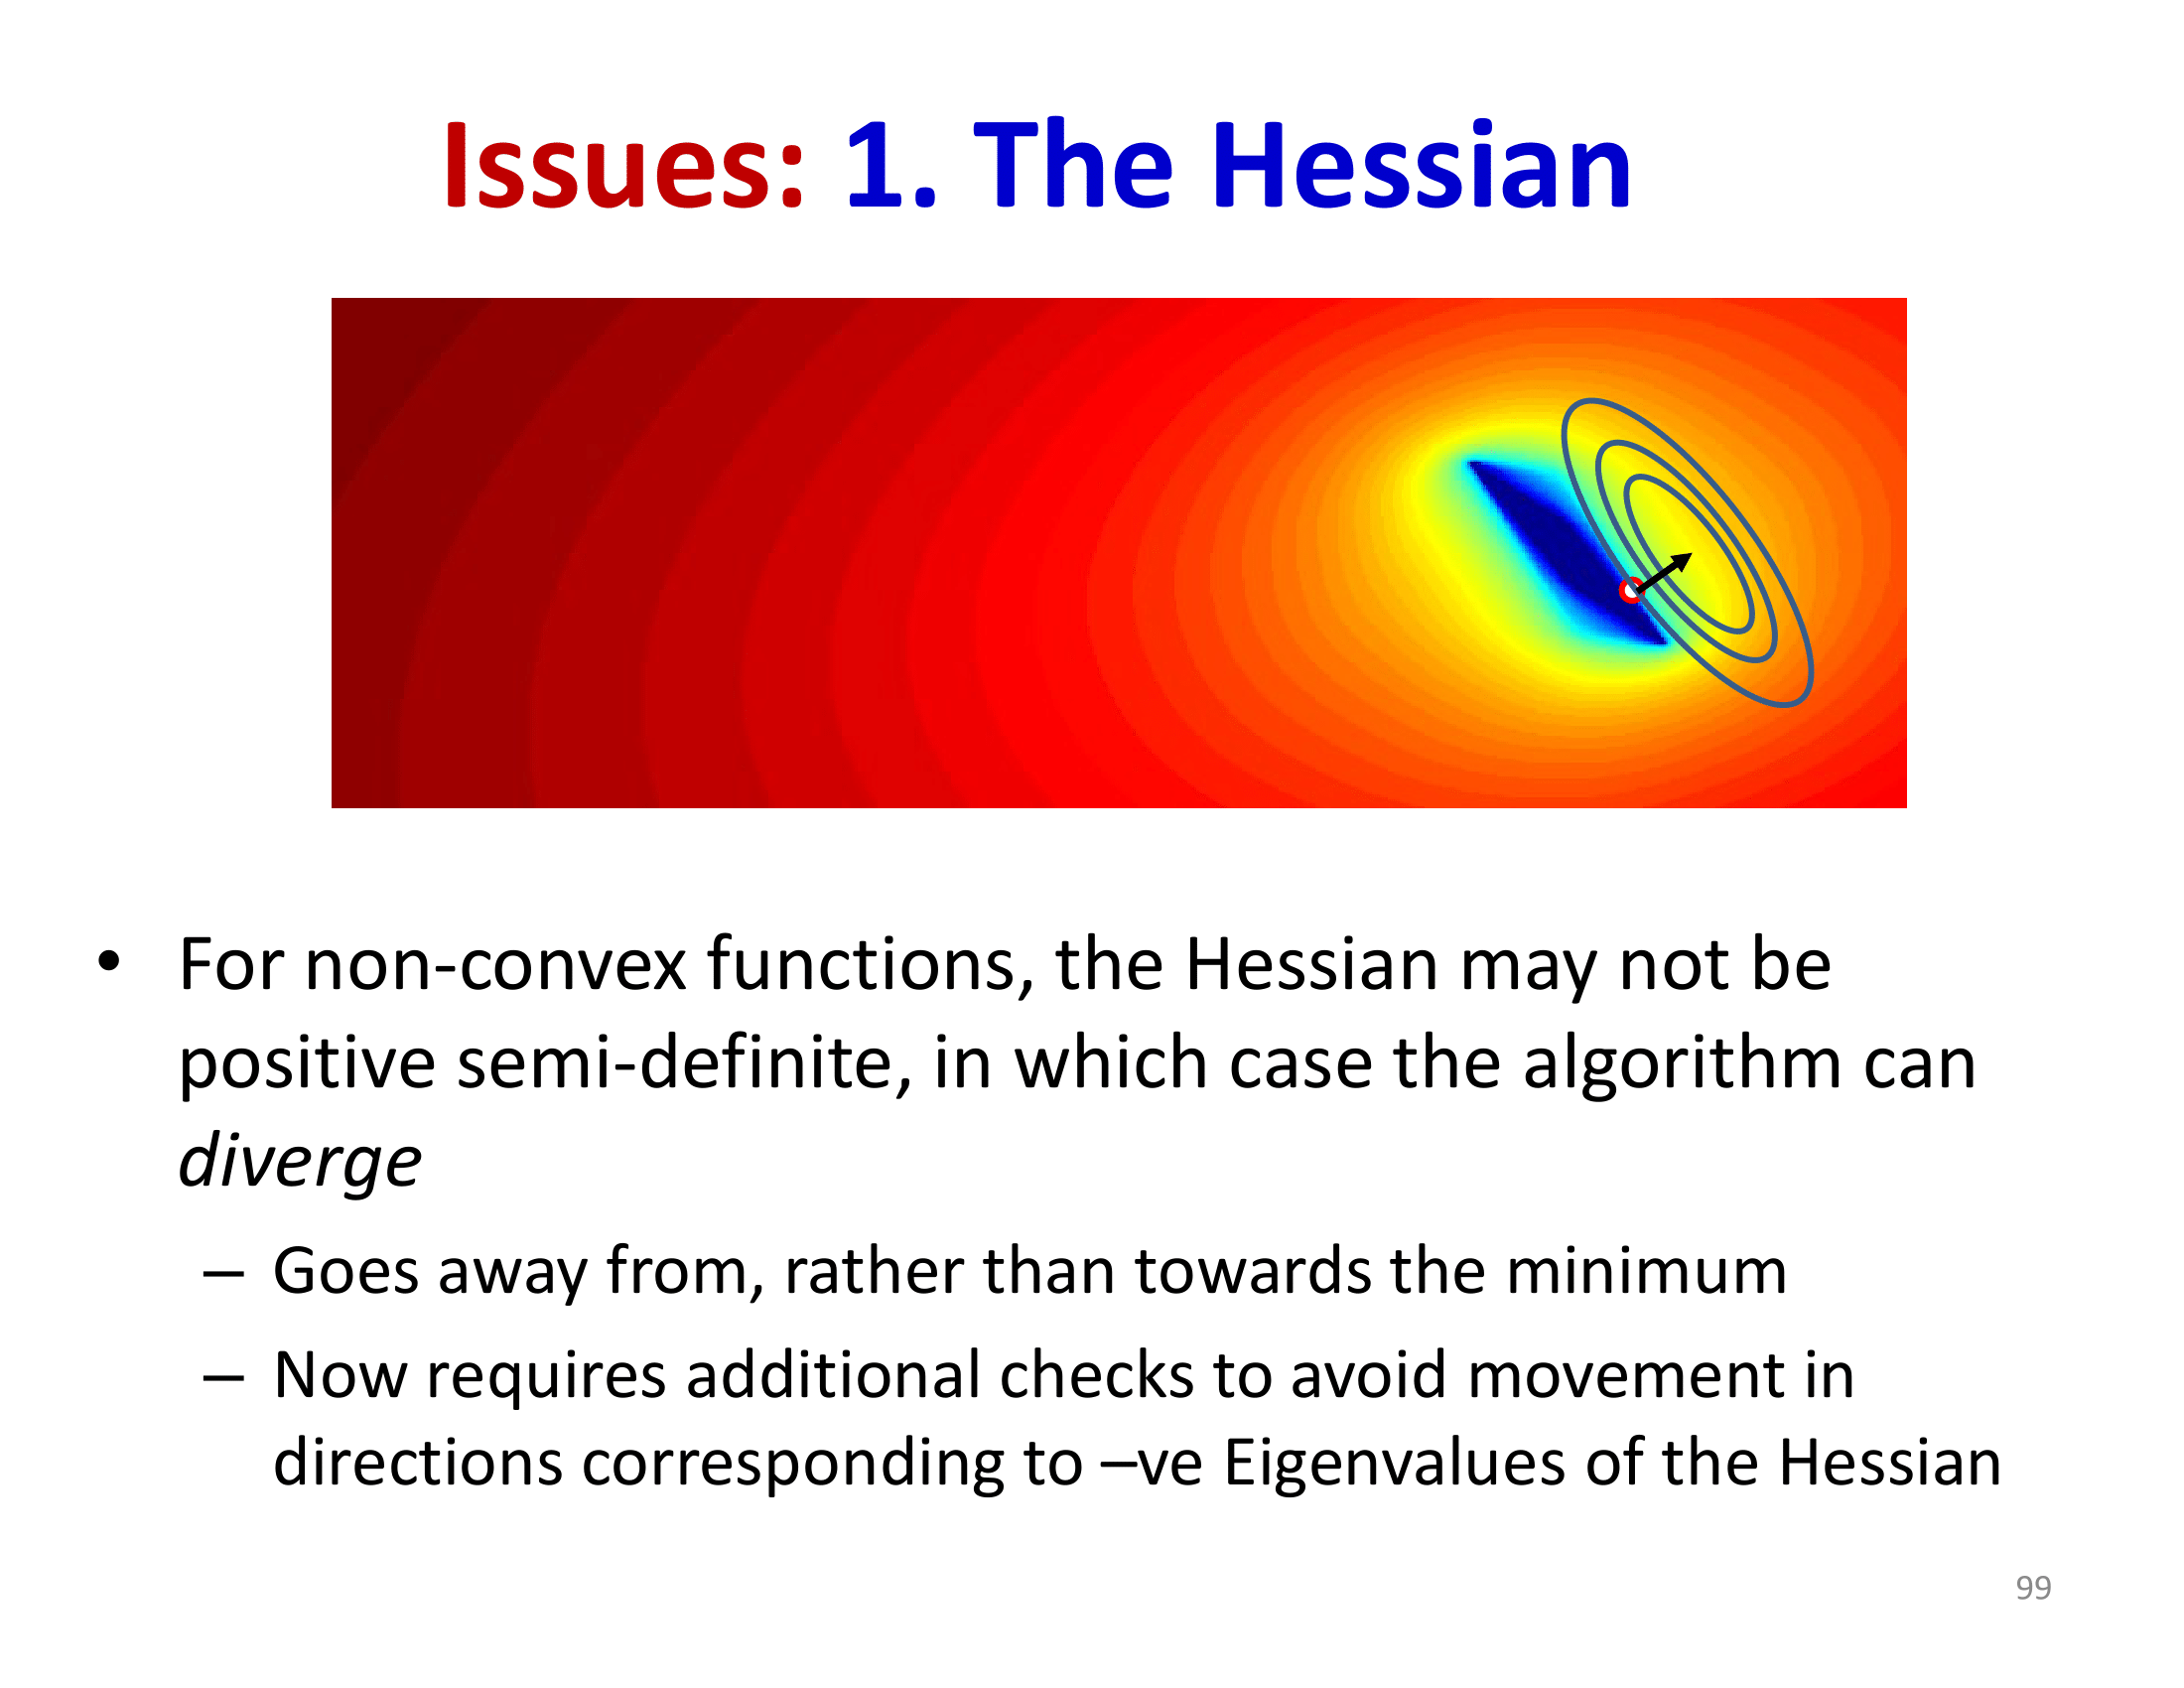 Issues: 1. The Hessian
• For non-convex functions, the Hessian may not be
positive semi-definite, in which case the algorithm can
diverge
– Goes away from, rather than towards the minimum
– Now requires additional checks to avoid movement in
directions corresponding to –ve Eigenvalues of the Hessian
99